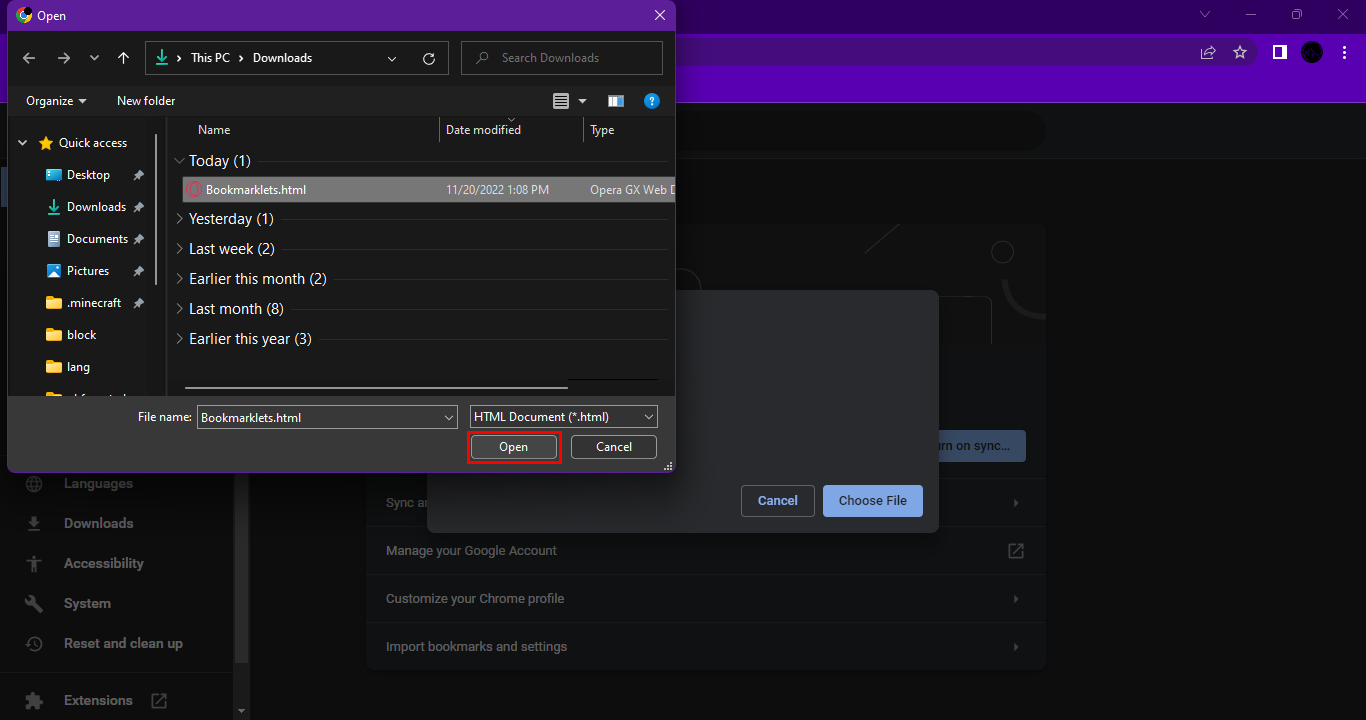 Open
This PC Downloads
Search Downloads
Organize New folder
Name Date modified Type
Quick access
Desktop
Downloads
Documents
Pictures
.minecraft
block
lang
Today (1)
Bookmarklets.html 11/20/2022 1:08 PM Opera GX Web D
Yesterday (1)
Last week (2)
Earlier this month (2)
Last month (8)
Earlier this year (3)
File name: Bookmarklets.html HTML Document (*.html)
Open Cancel
urn on sync...
Cancel Choose File
Sync an
Manage your Google Account
Customize your Chrome profile
Import bookmarks and settings
Languages
Downloads
Accessibility
System
Reset and clean up
Extensions